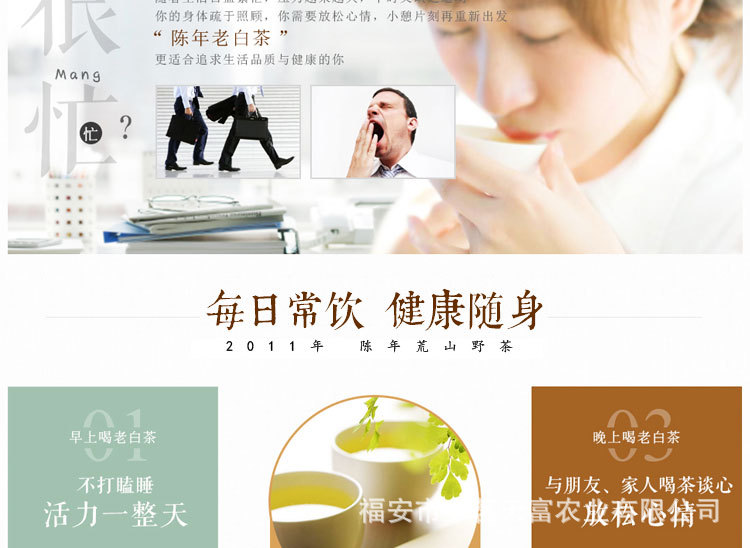 很
忙
Mang
忙
?
你的身体疏于照顾,你需要放松心情,小憩片刻再重新出发
“ 陈年老白茶 ”
更适合追求生活品质与健康的你
每日常饮 健康随身
2011年 陈年荒山野茶
01
早上喝老白茶
不打瞌睡
活力一整天
03
晚上喝老白茶
与朋友、家人喝茶谈心
放松心情
福安市 富农业有限公司